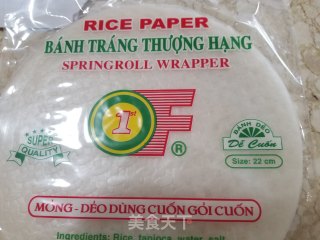 RICE PAPER
BÁNH TRÁNG THƯỢNG HẠNG
SPRINGROLL WRAPPER
1st
F
®
SUPER
QUALITY
BÁNH DẺO
Dễ Cuốn
Size: 22 cm
MỎNG - DẺO DÙNG CUỐN GỎI CUỐN
Ingredients: Rice, tapioca, water, salt
美食天下